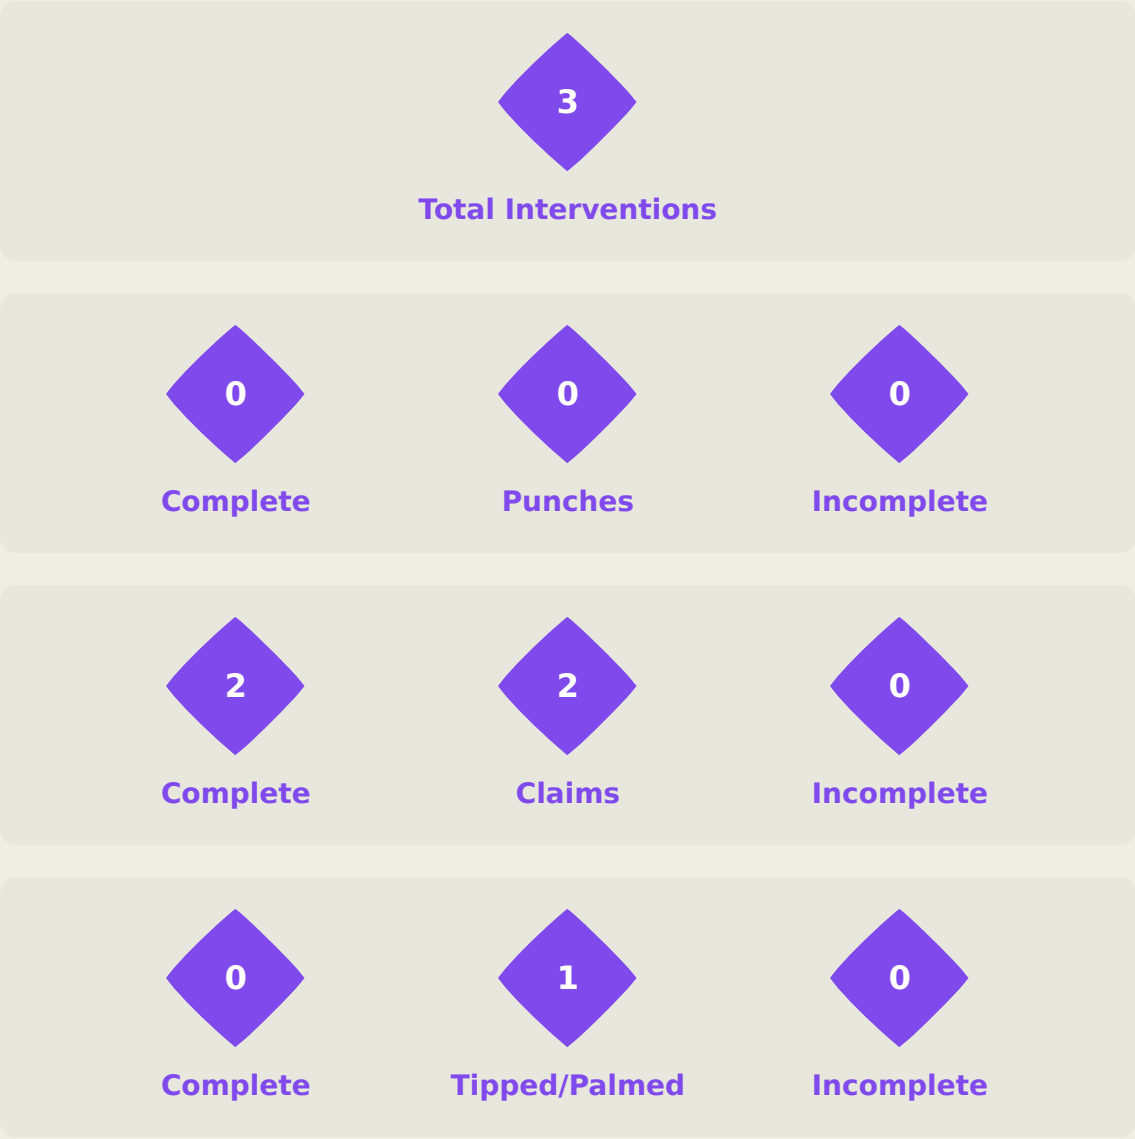 3
Total Interventions
0 0 0
Complete Punches Incomplete
2 2 0
Complete Claims Incomplete
0 1 0
Complete Tipped/Palmed Incomplete